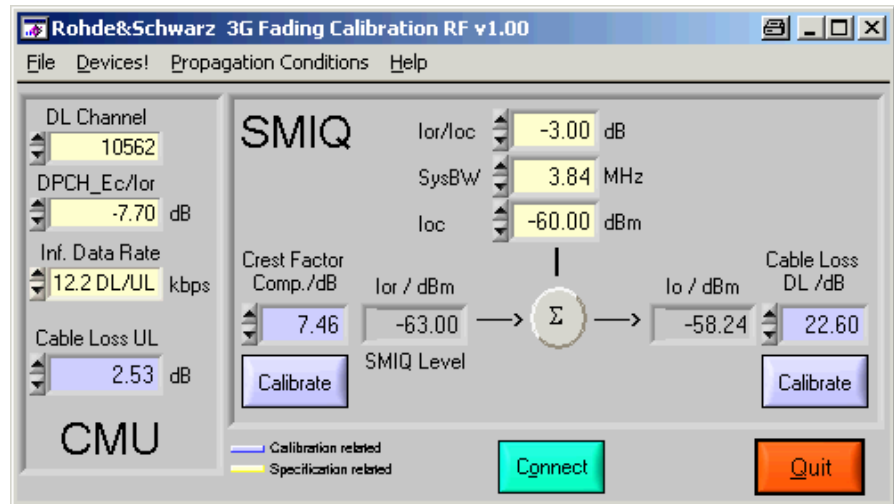 Rohde&Schwarz 3G Fading Calibration RF v1.00
File Devices! Propagation Conditions Help
DL Channel
10562
DPCH_Ec/Ior
-7.70 dB
Inf. Data Rate
12.2 DL/UL kbps
Cable Loss UL
2.53 dB
CMU
SMIQ
Ior/Ioc -3.00 dB
SysBW 3.84 MHz
Ioc -60.00 dBm
Crest Factor
Comp./dB
7.46
Calibrate
Ior / dBm
-63.00
SMIQ Level
Σ
Io / dBm
-58.24
Cable Loss
DL /dB
22.60
Calibrate
Calibration related
Specification related
Connect
Quit